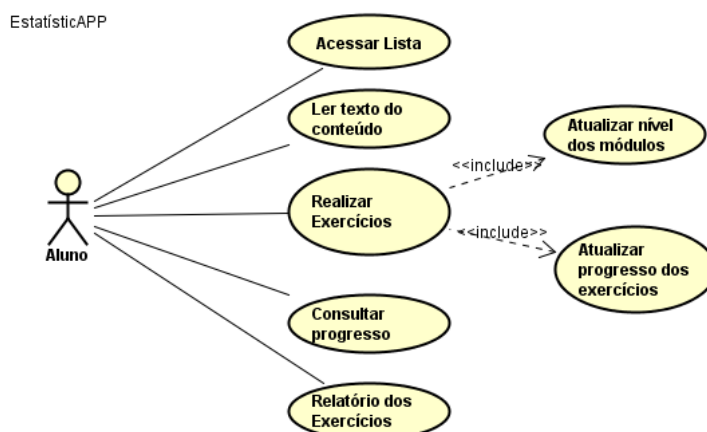 EstatísticAPP
Acessar Lista
Ler texto do
conteúdo
Atualizar nível
dos módulos
<<include>>
Realizar
Exercícios
<<include>>
Atualizar
progresso dos
exercícios
Aluno
Consultar
progresso
Relatório dos
Exercícios